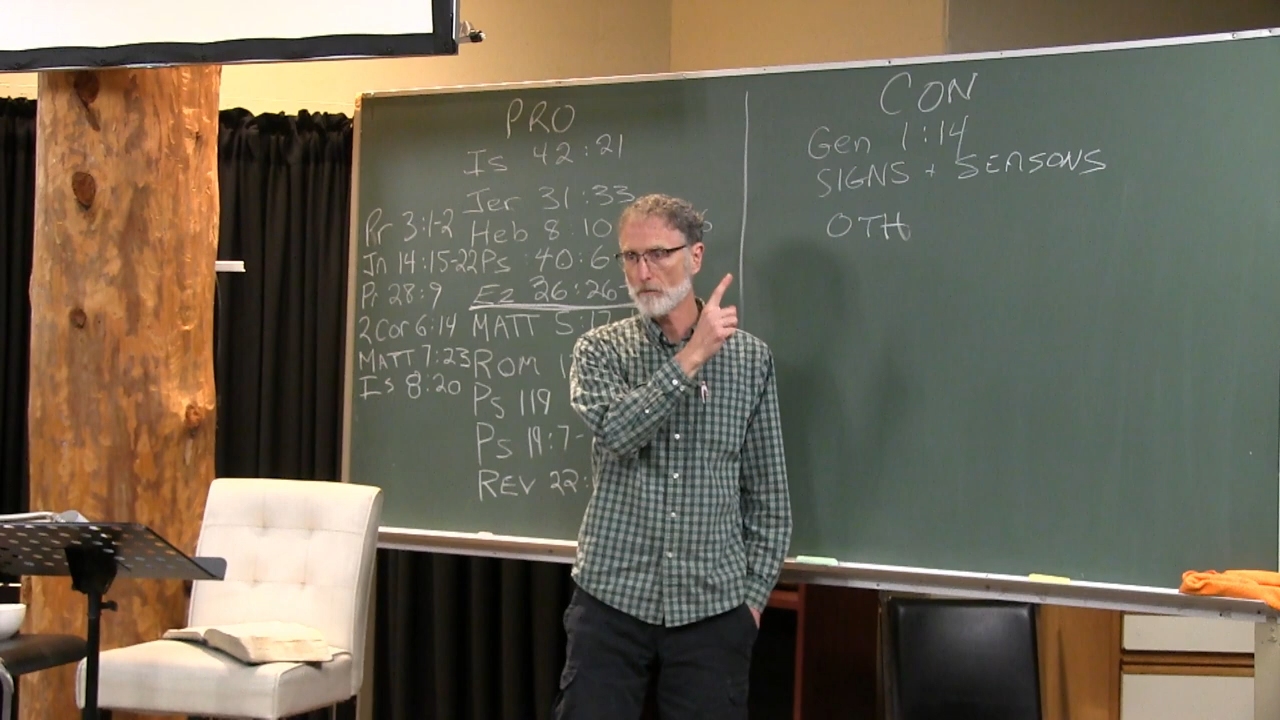 PRO
Is 42:21
Jer 31:33
Heb 8:10
Ps 40:6
Ez 36:26-
MATT 5:17
Rom
Ps 119
Ps 19:7-
REV 22:
Pr 3:1-2
Jn 14:15-22
Pr 28:9
2Cor 6:14
MATT 7:23
Is 8:20
CON
Gen 1:14
SIGNS + SEASONS
OTH